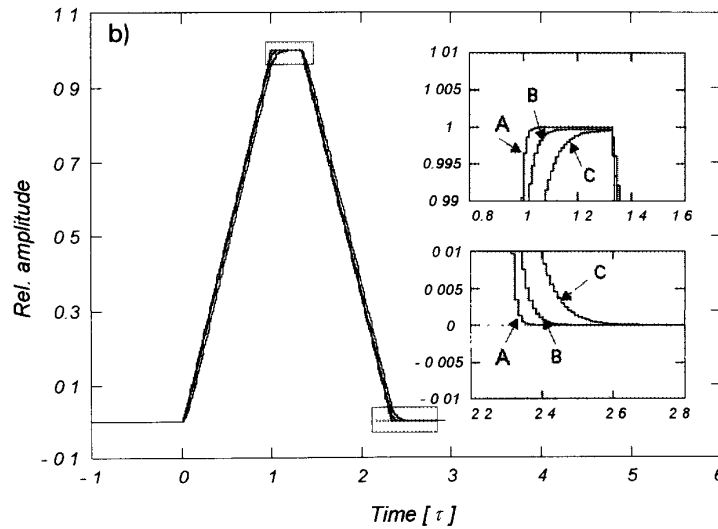 b)
1 1
0 9
0 7
0 5
0 3
0 1
- 0 1
Rel. amplitude
- 1
0
1
2
3
4
5
6
Time [ τ ]
1 01
1 005
1
0.995
0.99
0 8
1
1 2
1 4
1 6
A
B
C
0 01
0 005
0
- 0 005
- 0 01
2 2
2 4
2 6
2 8
A
B
C